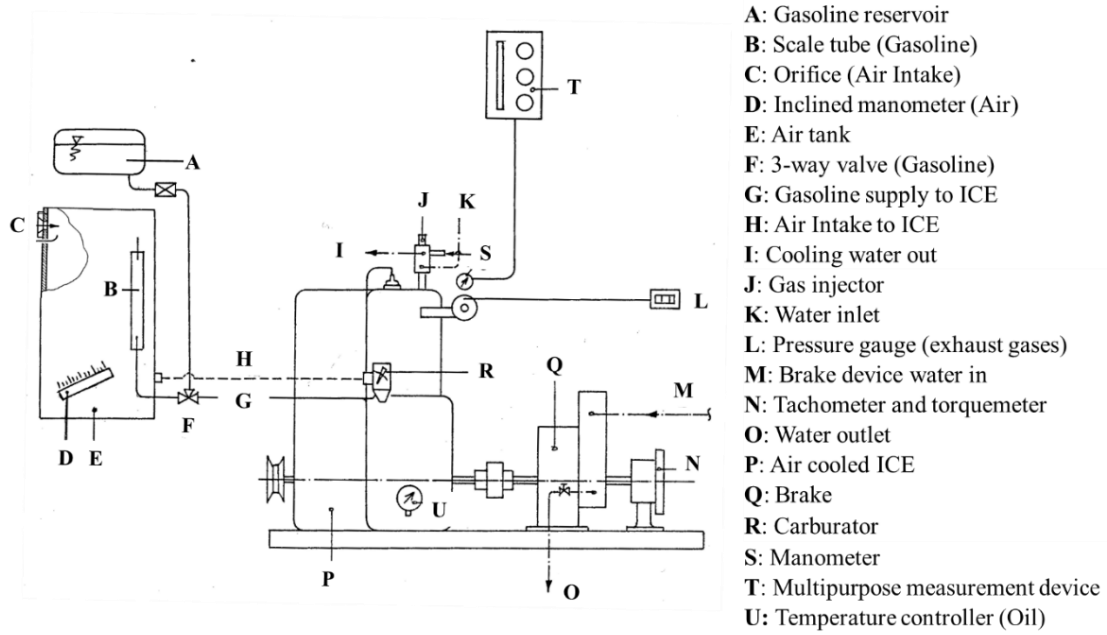 T
A
J
K
C
I
S
B
L
H
R
Q
G
M
F
N
D
E
U
P
O
A: Gasoline reservoir
B: Scale tube (Gasoline)
C: Orifice (Air Intake)
D: Inclined manometer (Air)
E: Air tank
F: 3-way valve (Gasoline)
G: Gasoline supply to ICE
H: Air Intake to ICE
I: Cooling water out
J: Gas injector
K: Water inlet
L: Pressure gauge (exhaust gases)
M: Brake device water in
N: Tachometer and torquemeter
O: Water outlet
P: Air cooled ICE
Q: Brake
R: Carburator
S: Manometer
T: Multipurpose measurement device
U: Temperature controller (Oil)